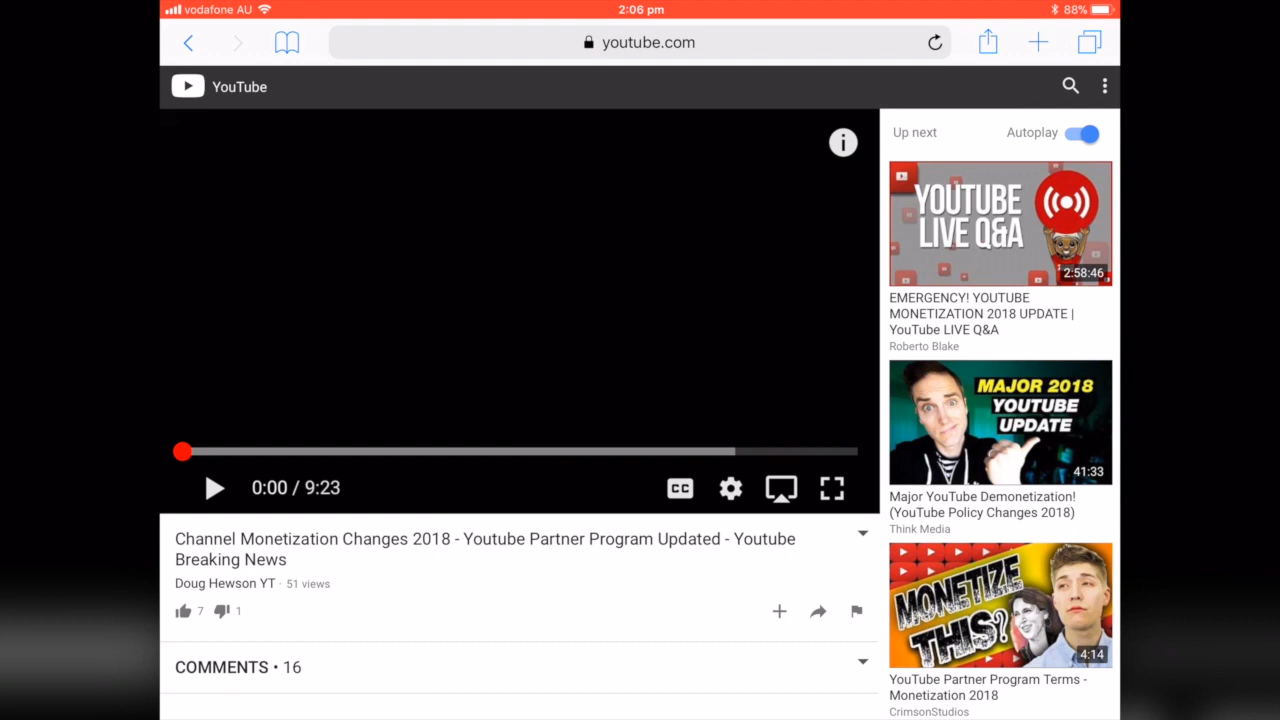 vodafone AU
2:06 pm
88%
youtube.com
YouTube
Up next
Autoplay
YOUTUBE
LIVE Q&A
2:58:46
EMERGENCY! YOUTUBE
MONETIZATION 2018 UPDATE |
YouTube LIVE Q&A
Roberto Blake
MAJOR 2018
YOUTUBE
UPDATE
41:33
Major YouTube Demonetization!
(YouTube Policy Changes 2018)
Think Media
MONETIZE
THIS?
4:14
YouTube Partner Program Terms -
Monetization 2018
CrimsonStudios
0:00 / 9:23
CC
Channel Monetization Changes 2018 - Youtube Partner Program Updated - Youtube
Breaking News
Doug Hewson YT · 51 views
7
1
COMMENTS • 16